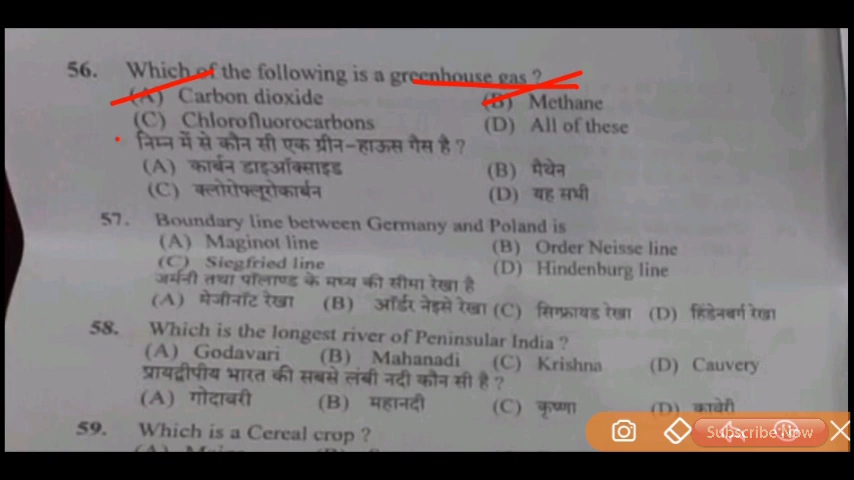 56. Which of the following is a greenhouse gas ?
(A) Carbon dioxide (B) Methane
(C) Chlorofluorocarbons (D) All of these
निम्न में से कौन सी एक ग्रीन-हाऊस गैस है ?
(A) कार्बन डाइऑक्साइड (B) मैथेन
(C) क्लोरोफ्लूरोकार्बन (D) यह सभी
57. Boundary line between Germany and Poland is
(A) Maginot line (B) Order Neisse line
(C) Siegfried line (D) Hindenburg line
जर्मनी तथा पॉलाण्ड के मध्य की सीमा रेखा है
(A) मेजीनॉट रेखा (B) ऑर्डर नेइसे रेखा (C) सिग्फ्रायड रेखा (D) हिंडेनबर्ग रेखा
58. Which is the longest river of Peninsular India ?
(A) Godavari (B) Mahanadi (C) Krishna (D) Cauvery
प्रायद्वीपीय भारत की सबसे लंबी नदी कौन सी है ?
(A) गोदावरी (B) महानदी (C) कृष्णा (D) कावेरी
59. Which is a Cereal crop ?
Subscribe Now